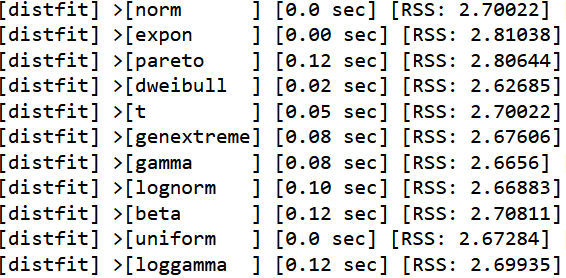 [distfit] >[norm      ] [0.0 sec] [RSS: 2.70022]
[distfit] >[expon     ] [0.00 sec] [RSS: 2.81038]
[distfit] >[pareto    ] [0.12 sec] [RSS: 2.80644]
[distfit] >[dweibull  ] [0.02 sec] [RSS: 2.62685]
[distfit] >[t         ] [0.05 sec] [RSS: 2.70022]
[distfit] >[genextreme] [0.08 sec] [RSS: 2.67606]
[distfit] >[gamma     ] [0.08 sec] [RSS: 2.6656]
[distfit] >[lognorm   ] [0.10 sec] [RSS: 2.66883]
[distfit] >[beta      ] [0.12 sec] [RSS: 2.70811]
[distfit] >[uniform   ] [0.0 sec] [RSS: 2.67284]
[distfit] >[loggamma  ] [0.12 sec] [RSS: 2.69935]